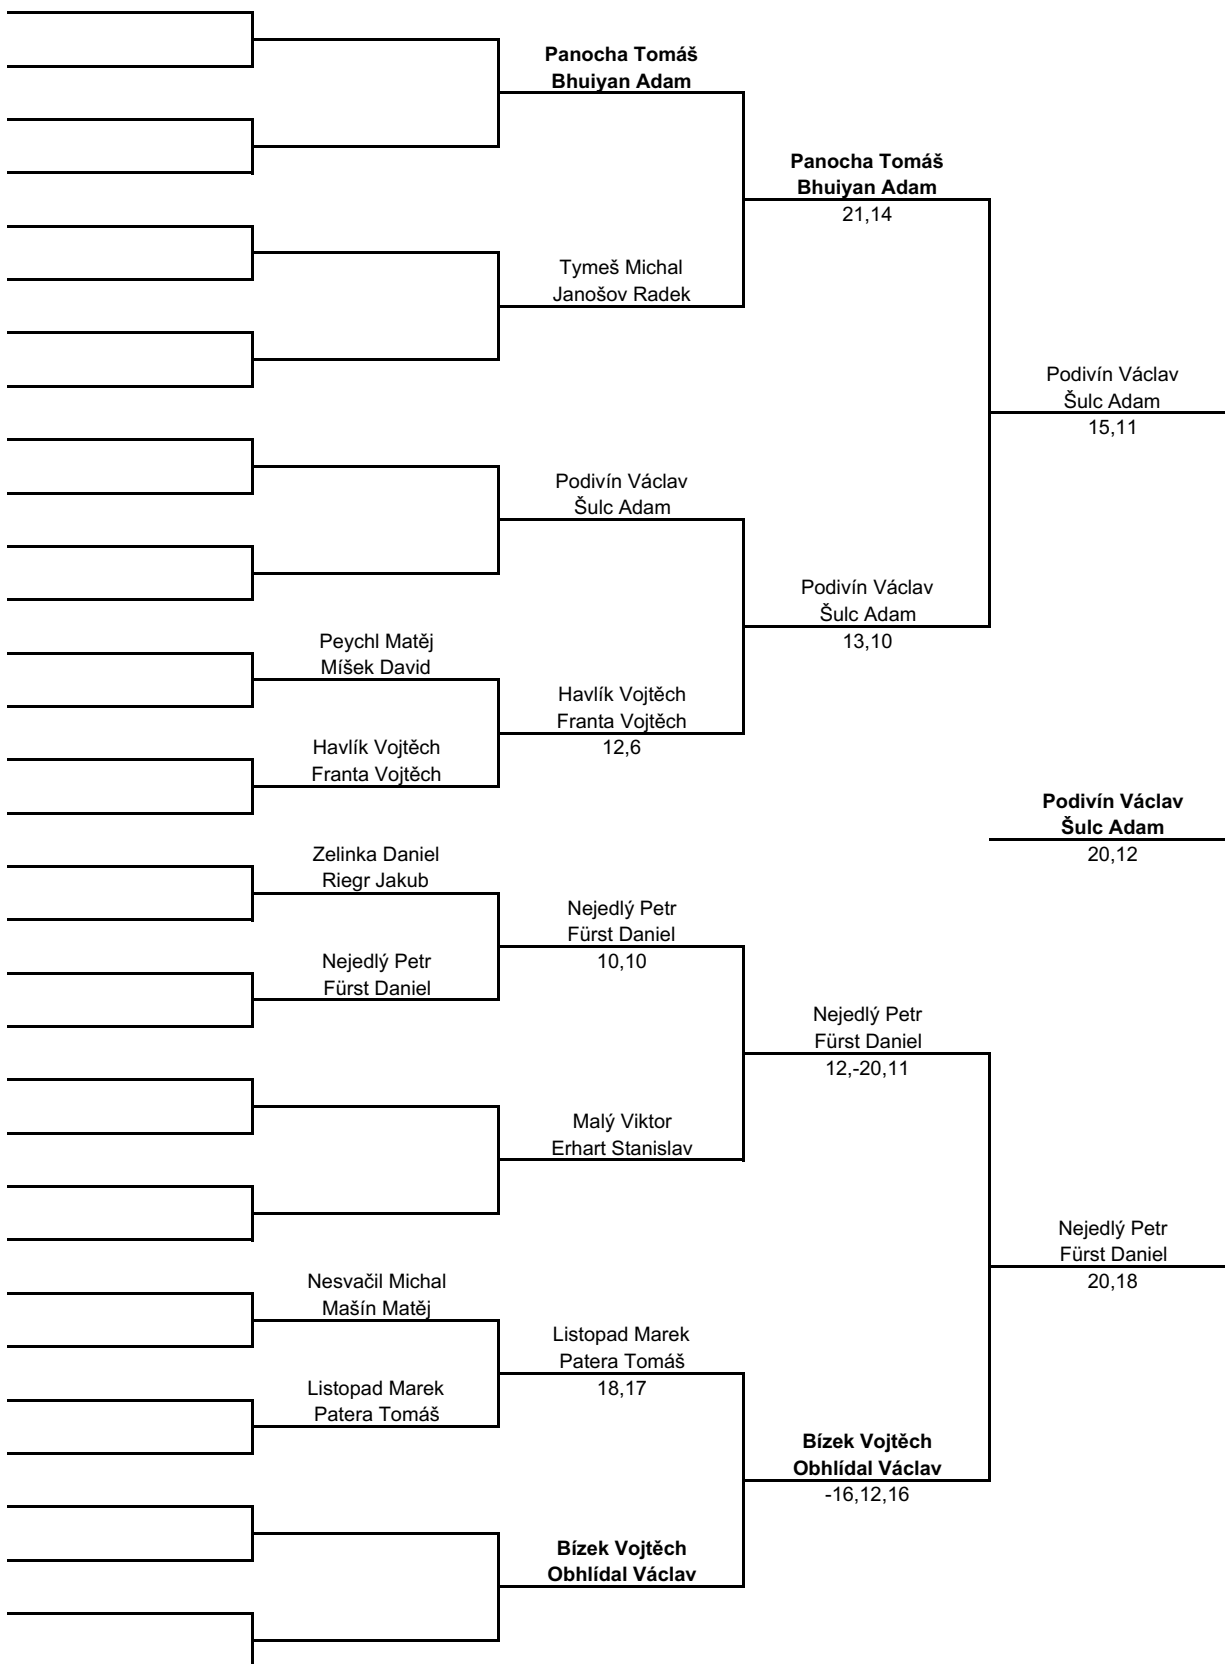 Panocha Tomáš
Bhuiyan Adam
Panocha Tomáš
Bhuiyan Adam
21,14
Tymeš Michal
Janošov Radek
Podivín Václav
Šulc Adam
15,11
Podivín Václav
Šulc Adam
Podivín Václav
Šulc Adam
13,10
Peychl Matěj
Míšek David
Havlík Vojtěch
Franta Vojtěch
12,6
Havlík Vojtěch
Franta Vojtěch
Podivín Václav
Šulc Adam
20,12
Zelinka Daniel
Riegr Jakub
Nejedlý Petr
Fürst Daniel
10,10
Nejedlý Petr
Fürst Daniel
Nejedlý Petr
Fürst Daniel
12,-20,11
Malý Viktor
Erhart Stanislav
Nejedlý Petr
Fürst Daniel
20,18
Nesvačil Michal
Mašín Matěj
Listopad Marek
Patera Tomáš
18,17
Listopad Marek
Patera Tomáš
Bízek Vojtěch
Obhlídal Václav
-16,12,16
Bízek Vojtěch
Obhlídal Václav